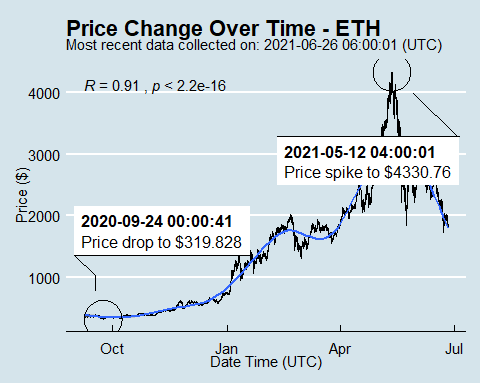 Price Change Over Time - ETH
Most recent data collected on: 2021-06-26 06:00:01 (UTC)
R = 0.91 , p < 2.2e-16
4000
3000
2000
1000
Price ($)
2021-05-12 04:00:01
Price spike to $4330.76
2020-09-24 00:00:41
Price drop to $319.828
Oct
Jan
Apr
Jul
Date Time (UTC)